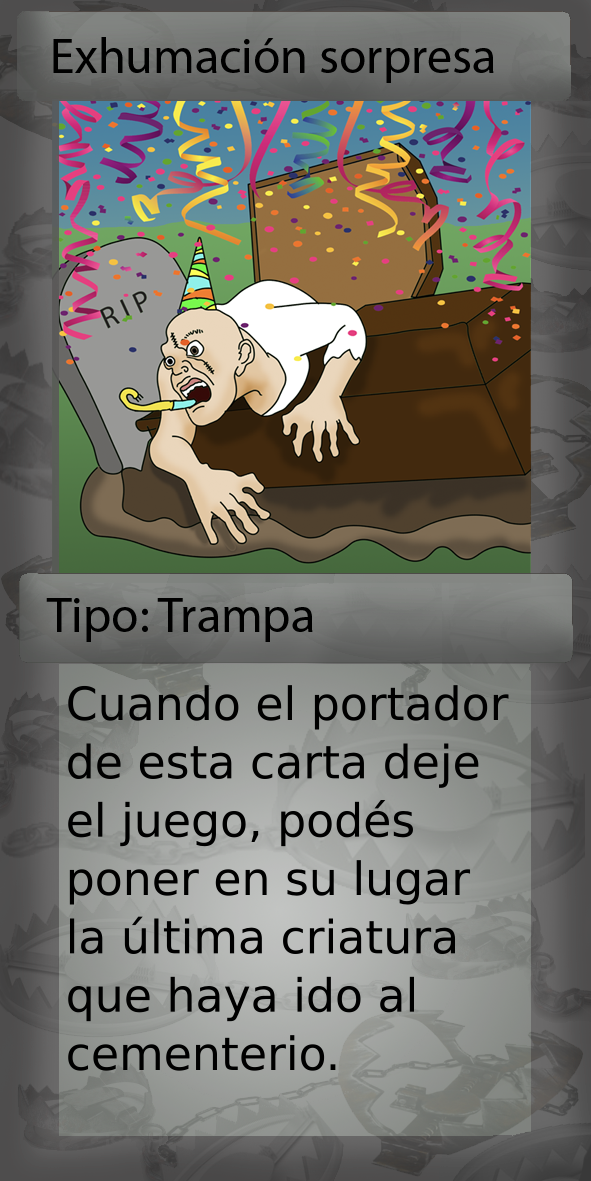 Exhumación sorpresa
RIP
Tipo: Trampa
Cuando el portador
de esta carta deje
el juego, podés
poner en su lugar
la última criatura
que haya ido al
cementerio.